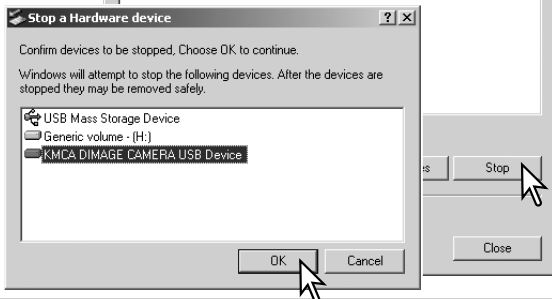 Stop a Hardware device
Confirm devices to be stopped, Choose OK to continue.
Windows will attempt to stop the following devices. After the devices are
stopped they may be removed safely.
USB Mass Storage Device
Generic volume - (H:)
KMCA DIMAGE CAMERA USB Device
OK
Cancel
es
Stop
Close